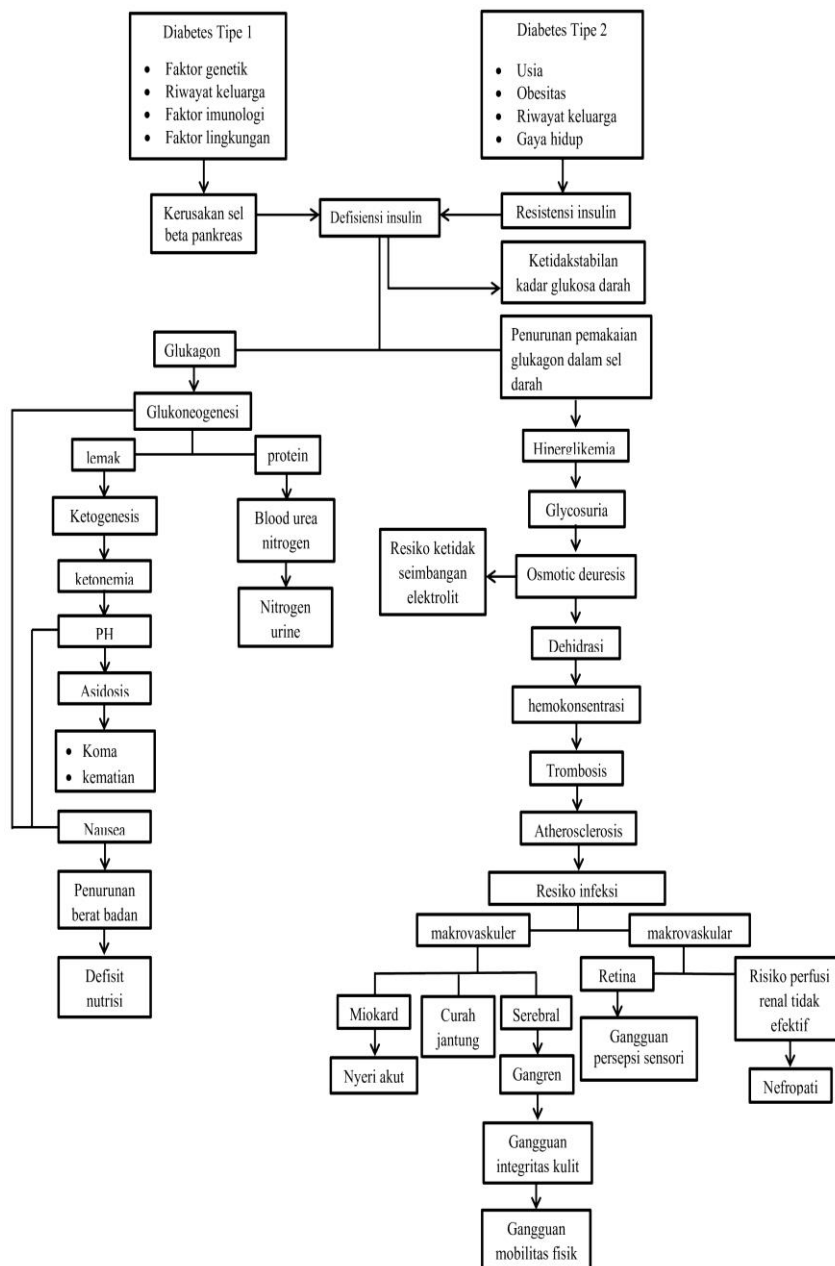 Diabetes Tipe 1
• Faktor genetik
• Riwayat keluarga
• Faktor imunologi
• Faktor lingkungan
Diabetes Tipe 2
• Usia
• Obesitas
• Riwayat keluarga
• Gaya hidup
Kerusakan sel
beta pankreas
Defisiensi insulin
Resistensi insulin
Ketidakstabilan
kadar glukosa darah
Glukagon
Penurunan pemakaian
glukagon dalam sel
darah
Glukoneogenesi
lemak
protein
Hiperglikemia
Ketogenesis
Blood urea
nitrogen
Glycosuria
ketonemia
Nitrogen
urine
Resiko ketidak
seimbangan
elektrolit
Osmotic deuresis
PH
Dehidrasi
Asidosis
hemokonsentrasi
• Koma
• kematian
Trombosis
Nausea
Atherosclerosis
Penurunan
berat badan
Resiko infeksi
Defisit
nutrisi
makrovaskuler
makrovaskular
Miokard
Curah
jantung
Serebral
Retina
Risiko perfusi
renal tidak
efektif
Nyeri akut
Gangren
Gangguan
persepsi sensori
Nefropati
Gangguan
integritas kulit
Gangguan
mobilitas fisik